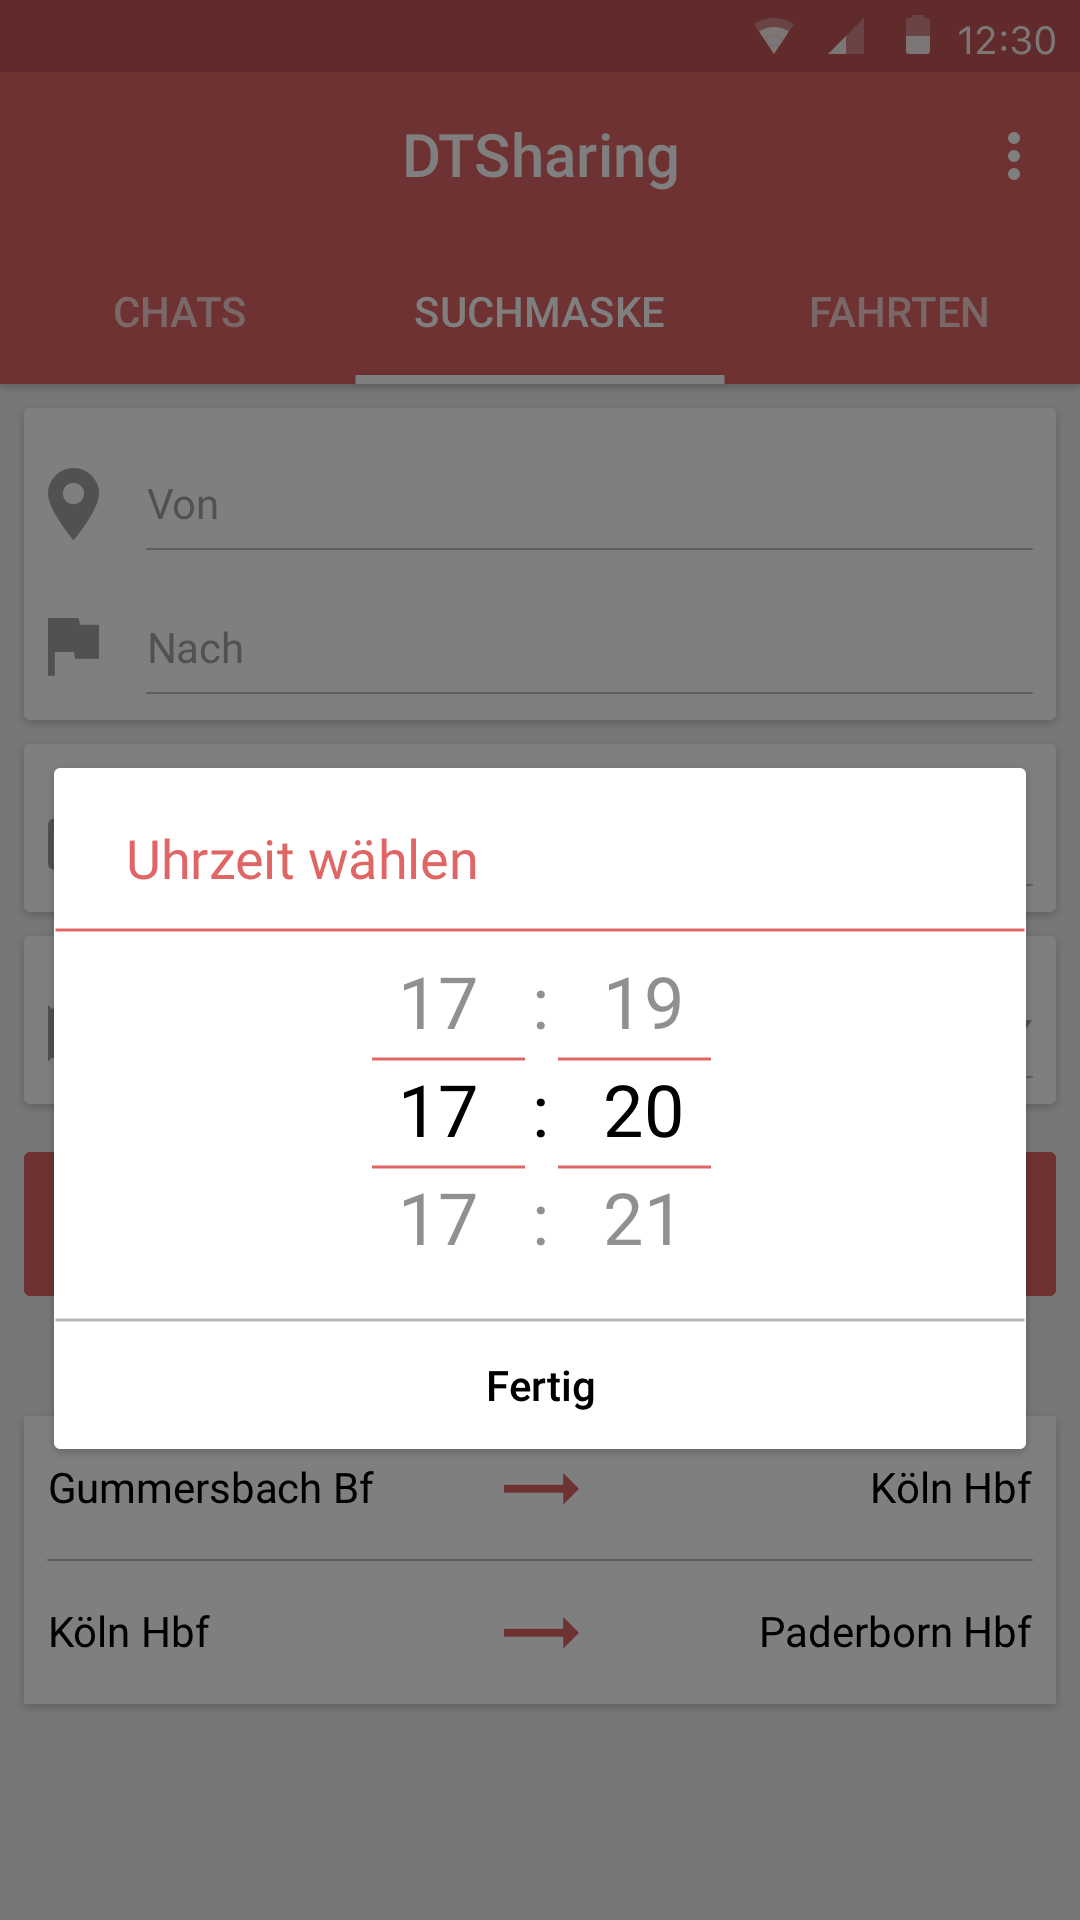 12:30
DTSharing
CHATS SUCHMASKE FAHRTEN
Von
Nach
Uhrzeit wählen
17 : 19
17 : 20
17 : 21
Fertig
Gummersbach Bf Köln Hbf
Köln Hbf Paderborn Hbf